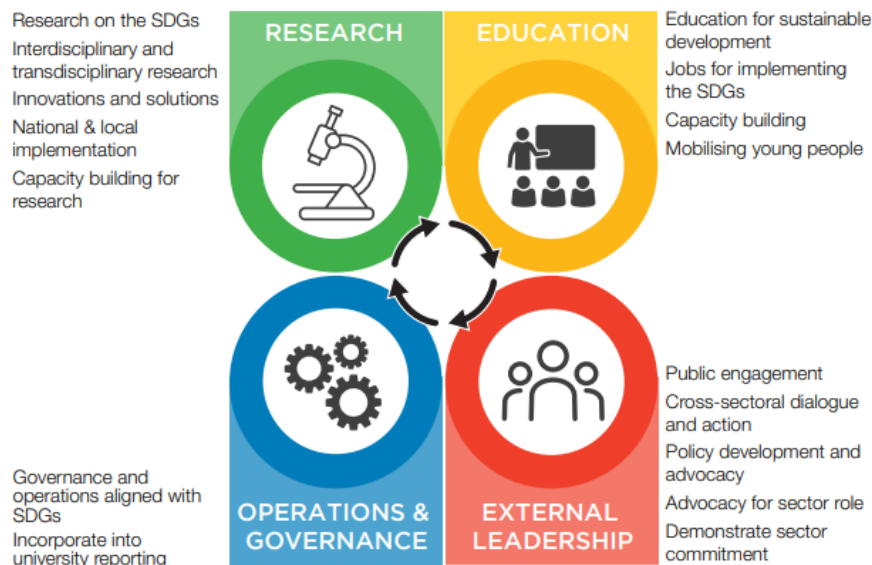 Research on the SDGs
Interdisciplinary and
transdisciplinary research
Innovations and solutions
National & local
implementation
Capacity building for
research
RESEARCH
EDUCATION
Education for sustainable
development
Jobs for implementing
the SDGs
Capacity building
Mobilising young people
Governance and
operations aligned with
SDGs
Incorporate into
university reporting
OPERATIONS &
GOVERNANCE
EXTERNAL
LEADERSHIP
Public engagement
Cross-sectoral dialogue
and action
Policy development and
advocacy
Advocacy for sector role
Demonstrate sector
commitment